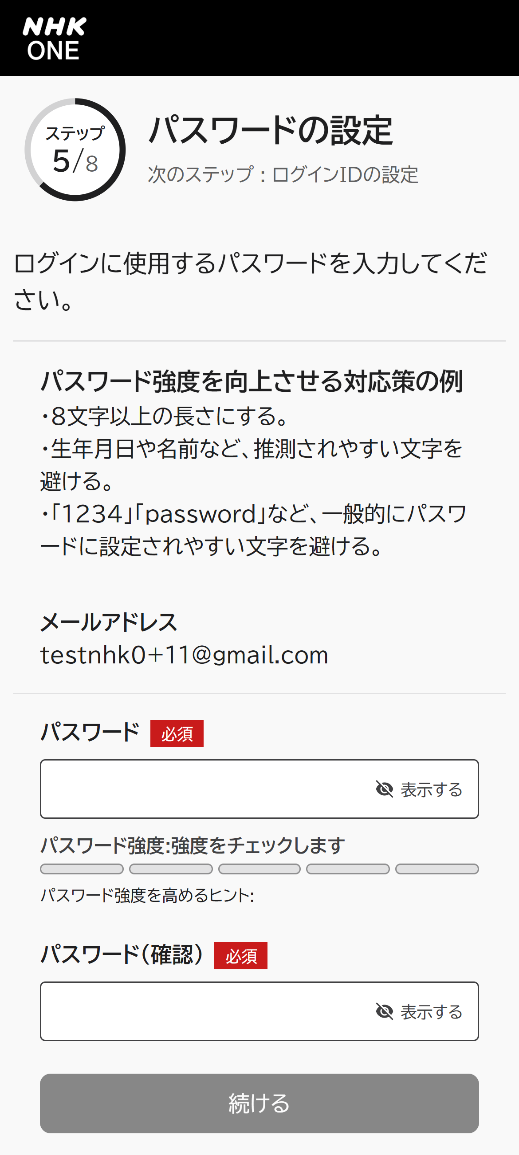 NHK
ONE
ステップ
5/8
パスワードの設定
次のステップ : ログインIDの設定
ログインに使用するパスワードを入力してくだ
さい。
パスワード強度を向上させる対応策の例
・8文字以上の長さにする。
・生年月日や名前など、推測されやすい文字を
避ける。
・「1234」「password」など、一般的にパスワ
ードに設定されやすい文字を避ける。
メールアドレス
testnhk0+11@gmail.com
パスワード 必須
表示する
パスワード強度:強度をチェックします
パスワード強度を高めるヒント:
パスワード(確認) 必須
表示する
続ける